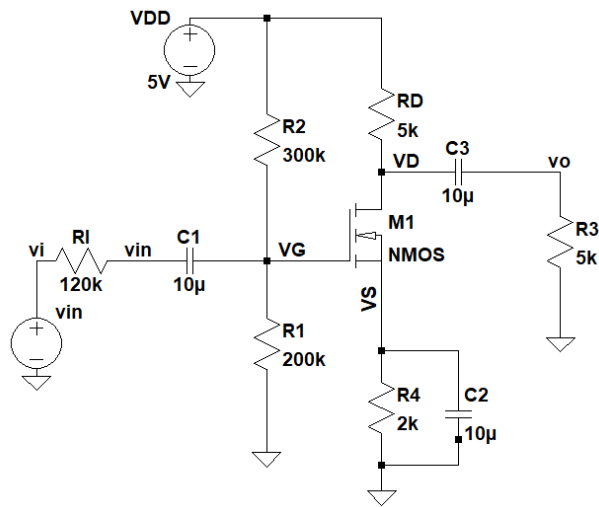 VDD
+
−
5V
R2
300k
RD
5k
C3
10µ
VD
vo
M1
NMOS
R3
5k
vi
RI
120k
vin
C1
10µ
VG
vin
+
−
VS
R1
200k
R4
2k
C2
10µ